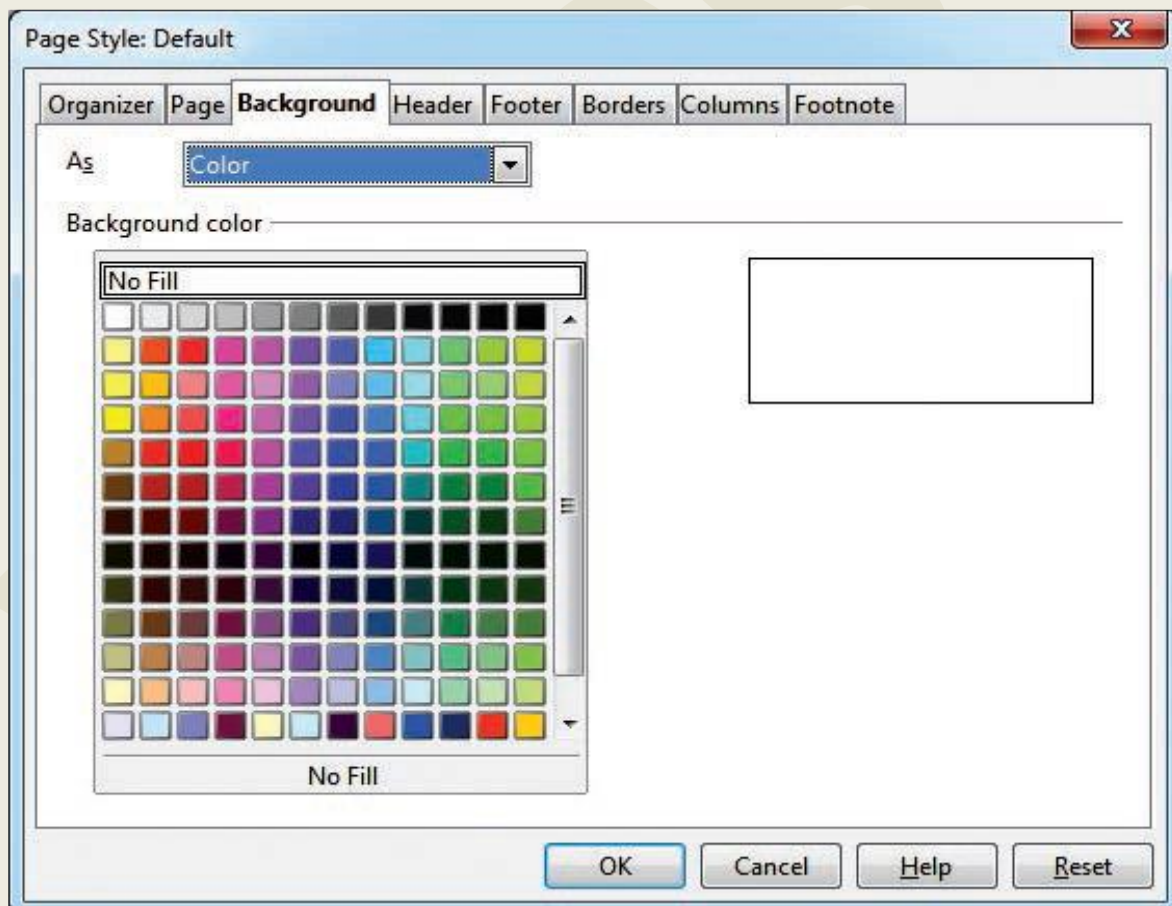 Page Style: Default
Organizer Page Background Header Footer Borders Columns Footnote
As Color
Background color
No Fill
No Fill
OK Cancel Help Reset